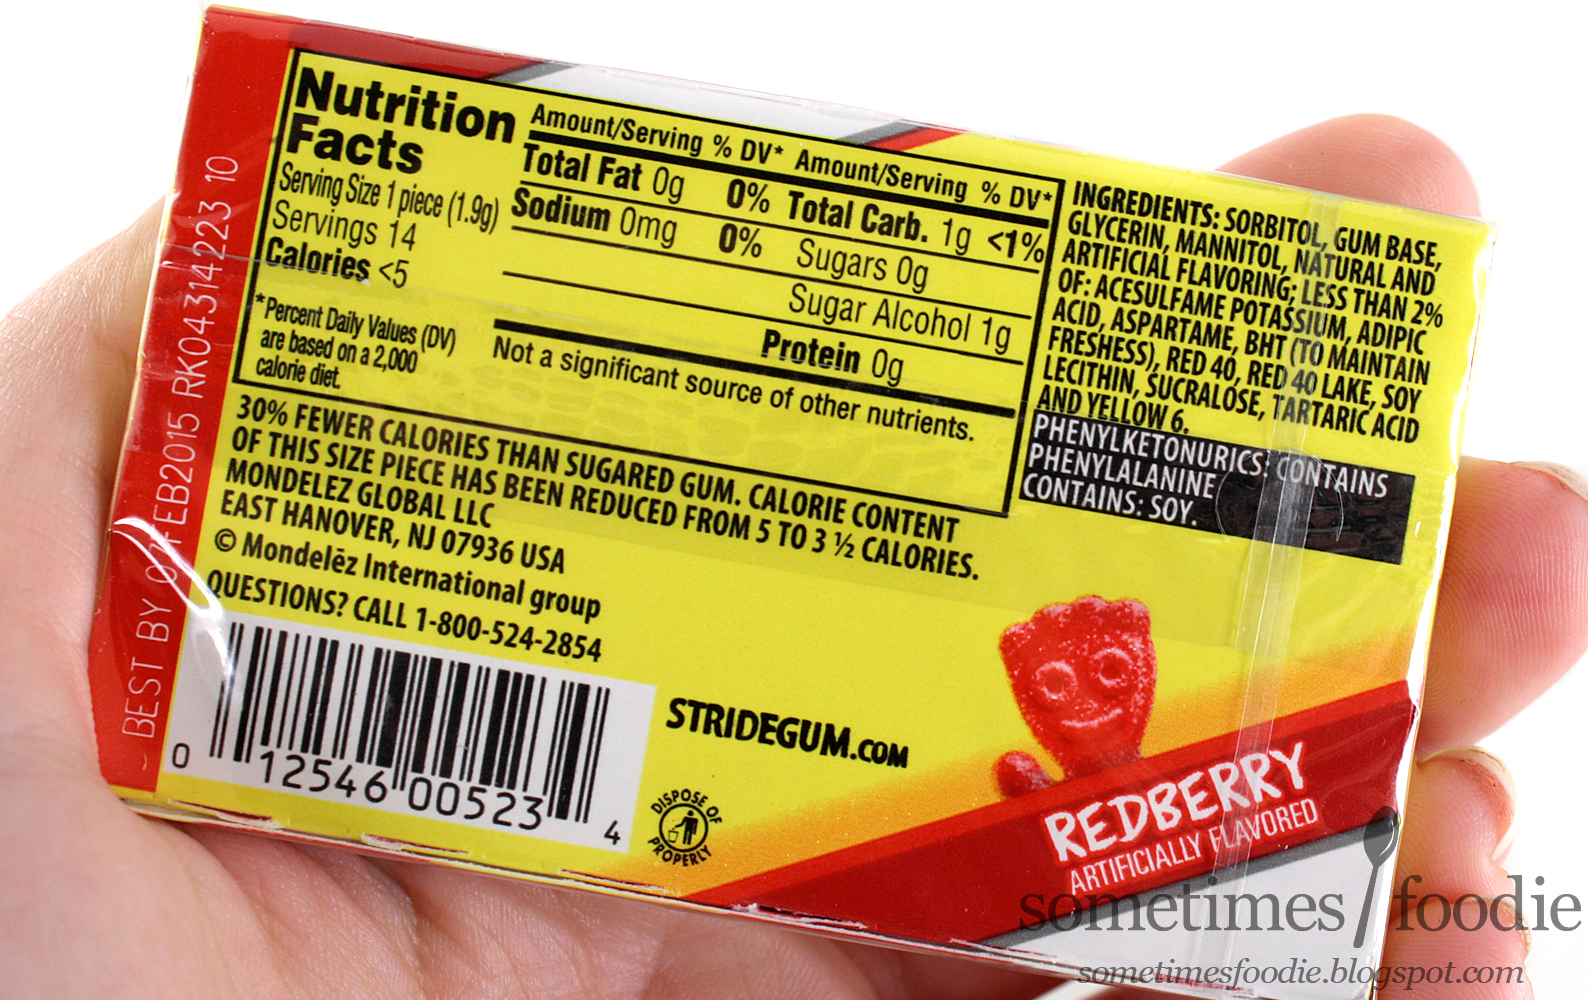 Nutrition
Facts
Serving Size 1 piece (1.9g)
Servings 14
Calories <5
*Percent Daily Values (DV)
are based on a 2,000
calorie diet.
Amount/Serving % DV* Amount/Serving % DV*
Total Fat 0g 0% Total Carb. 1g <1%
Sodium 0mg 0% Sugars 0g
Sugar Alcohol 1g
Protein 0g
Not a significant source of other nutrients.
INGREDIENTS: SORBITOL, GUM BASE,
GLYCERIN, MANNITOL, NATURAL AND
ARTIFICIAL FLAVORING; LESS THAN 2%
OF: ACESULFAME POTASSIUM, ADIPIC
ACID, ASPARTAME, BHT (TO MAINTAIN
FRESHESS), RED 40, RED 40 LAKE, SOY
LECITHIN, SUCRALOSE, TARTARIC ACID
AND YELLOW 6.
PHENYLKETONURICS: CONTAINS
PHENYLALANINE
CONTAINS: SOY.
30% FEWER CALORIES THAN SUGARED GUM. CALORIE CONTENT
OF THIS SIZE PIECE HAS BEEN REDUCED FROM 5 TO 3 ½ CALORIES.
MONDELEZ GLOBAL LLC
EAST HANOVER, NJ 07936 USA
© Mondelēz International group
QUESTIONS? CALL 1-800-524-2854
0 12546 00523 4
STRIDEGUM.COM
DISPOSE OF
PROPERLY
REDBERRY
ARTIFICIALLY FLAVORED
BEST BY FEB2015 RK04314223 10
sometimes foodie
sometimesfoodie.blogspot.com